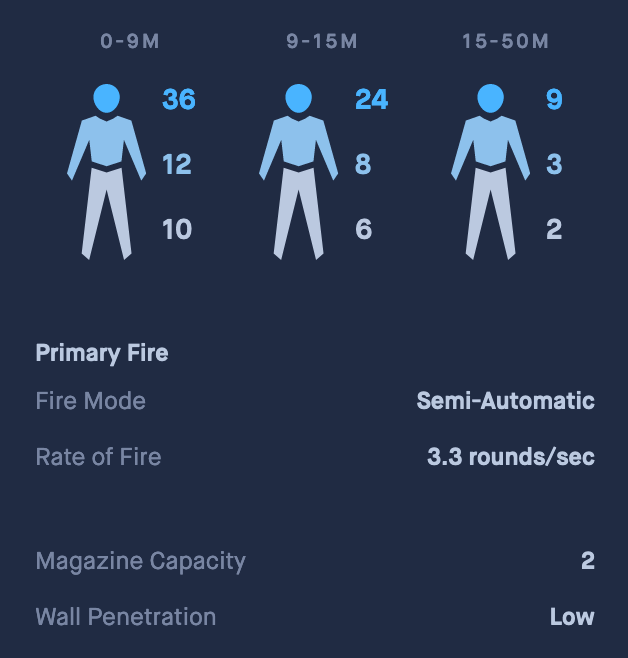 0-9M 9-15M 15-50M
36 24 9
12 8 3
10 6 2
Primary Fire
Fire Mode Semi-Automatic
Rate of Fire 3.3 rounds/sec
Magazine Capacity 2
Wall Penetration Low